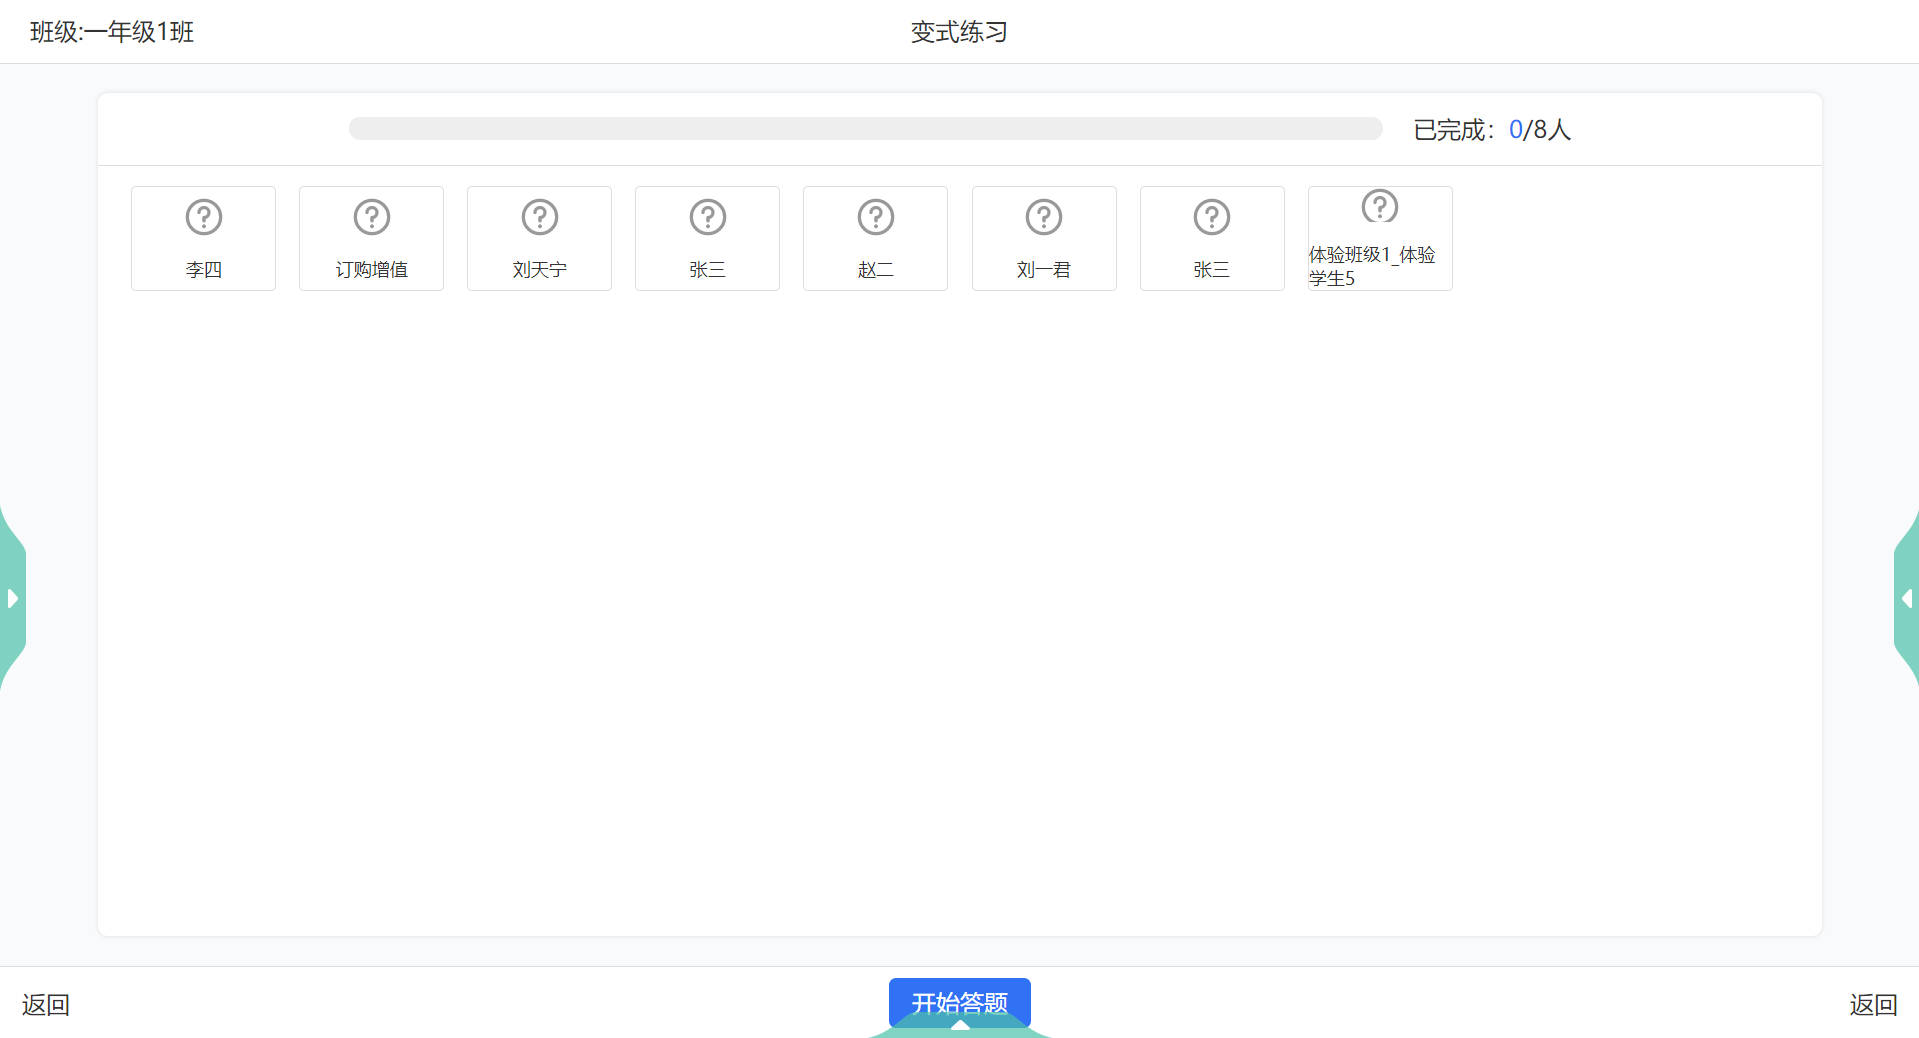 班级:一年级1班
变式练习
已完成：0/8人
李四
订购增值
刘天宁
张三
赵二
刘一君
张三
体验班级1_体验
学生5
返回
开始答题
返回